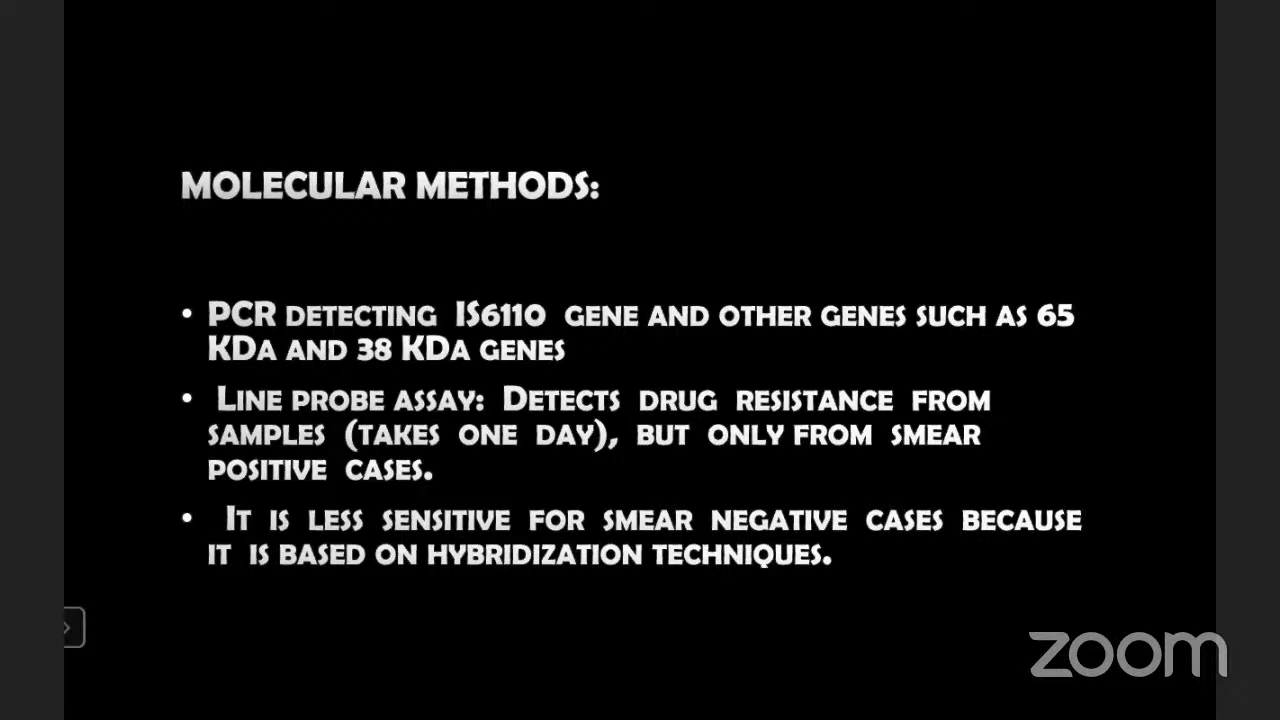 MOLECULAR METHODS:
• PCR DETECTING IS6110 GENE AND OTHER GENES SUCH AS 65
KDA AND 38 KDA GENES
• LINE PROBE ASSAY: DETECTS DRUG RESISTANCE FROM
SAMPLES (TAKES ONE DAY), BUT ONLY FROM SMEAR
POSITIVE CASES.
• IT IS LESS SENSITIVE FOR SMEAR NEGATIVE CASES BECAUSE
IT IS BASED ON HYBRIDIZATION TECHNIQUES.
zoom